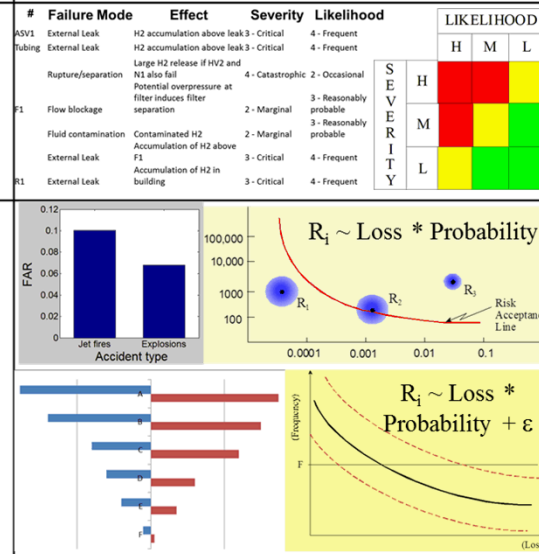 # Failure Mode Effect Severity Likelihood
ASV1 External Leak H2 accumulation above leak 3 - Critical 4 - Frequent
Tubing External Leak H2 accumulation above leak 3 - Critical 4 - Frequent
Large H2 release if HV2 and
Rupture/separation N1 also fail 4 - Catastrophic 2 - Occasional
Potential overpressure at
filter induces filter 3 - Reasonably
F1 Flow blockage separation 2 - Marginal probable
3 - Reasonably
Fluid contamination Contaminated H2 2 - Marginal probable
Accumulation of H2 above
External Leak F1 3 - Critical 4 - Frequent
Accumulation of H2 in
R1 External Leak building 3 - Critical 4 - Frequent
LIKELIHOOD
H M L
SEVERITY
H
M
L
0.12
0.1
0.08
0.06
0.04
0.02
0
FAR
Jet fires Explosions
Accident type
Ri ~ Loss * Probability
100,000
10,000
1000
100
R1
R2
R3
Risk
Acceptanc
Line
0.0001 0.001 0.01 0.1
A
B
C
D
E
F
Ri ~ Loss *
Probability + ε
(Frequency)
F
(Los